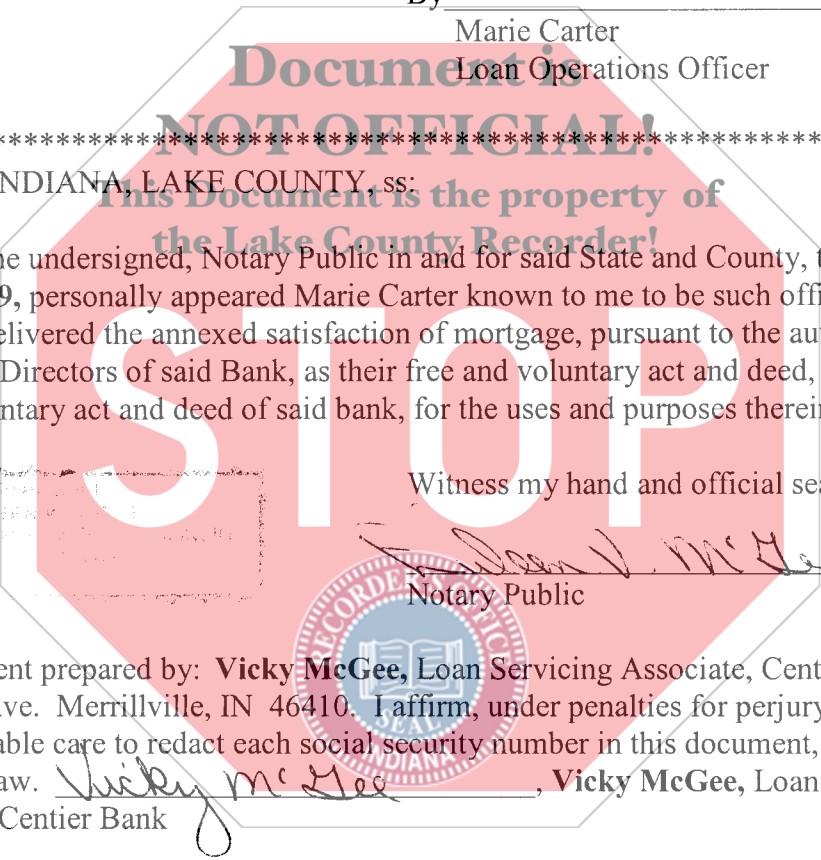 By
Marie Carter
Loan Operations Officer
Document is
NOT OFFICIAL!
This Document is the property of
the Lake County Recorder!
****************************************************
NDIANA, LAKE COUNTY, ss:
ne undersigned, Notary Public in and for said State and County, t
9, personally appeared Marie Carter known to me to be such offi
elivered the annexed satisfaction of mortgage, pursuant to the au
Directors of said Bank, as their free and voluntary act and deed,
ntary act and deed of said bank, for the uses and purposes therein
STOP
Witness my hand and official sea
V. McGee
Notary Public
RECORDER'S OFFICE
SEAL
INDIANA
ent prepared by: Vicky McGee, Loan Servicing Associate, Cent
ve. Merrillville, IN 46410. I affirm, under penalties for perjury
able care to redact each social security number in this document,
aw. Vicky McGee, Vicky McGee, Loan
Centier Bank